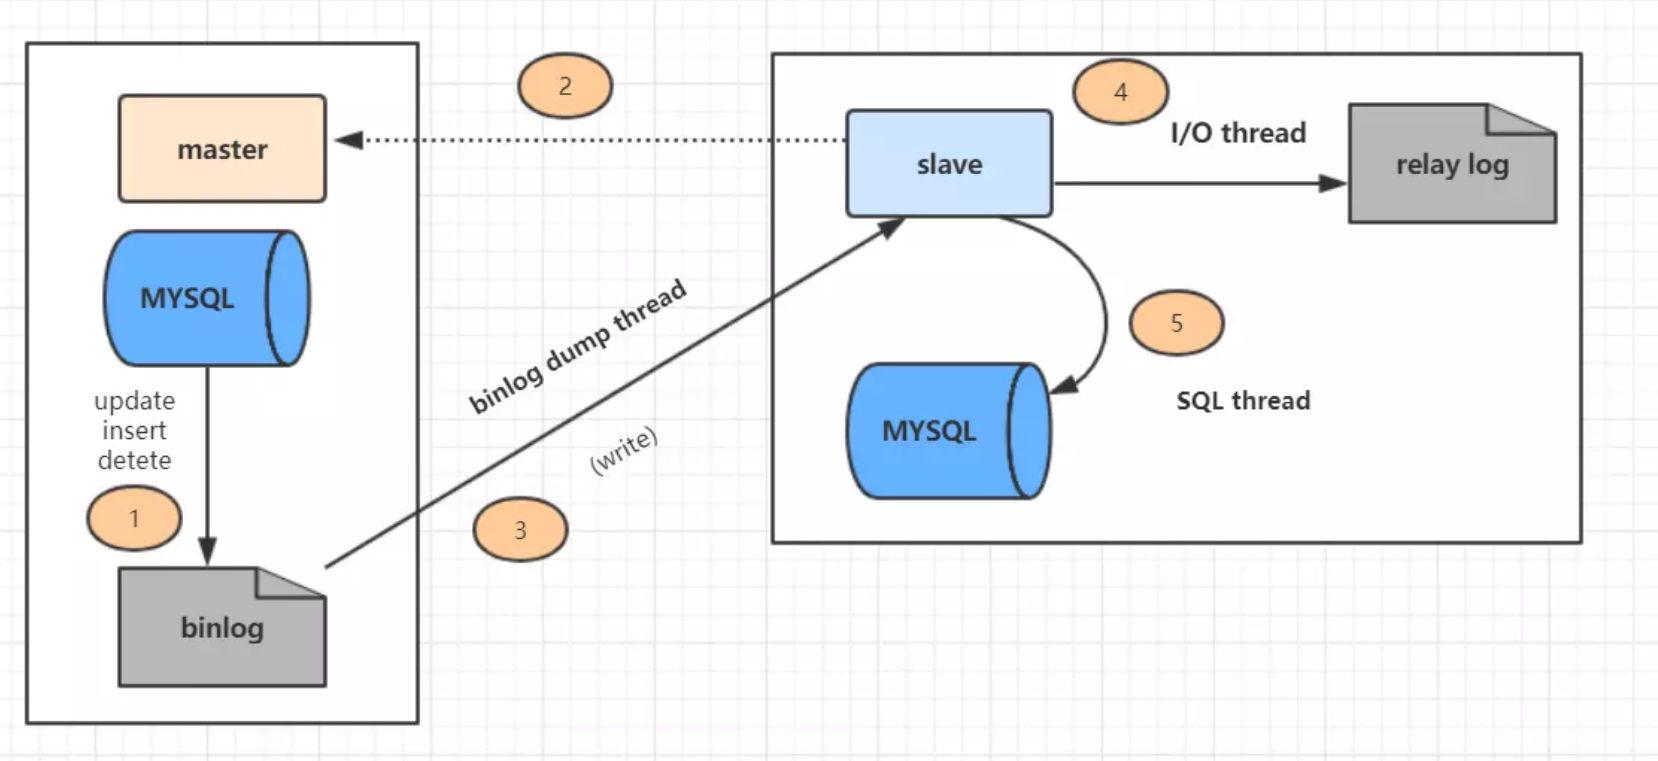 master
MYSQL
update
insert
detete
1
binlog
2
binlog dump thread
(write)
3
slave
4
I/O thread
relay log
5
MYSQL
SQL thread